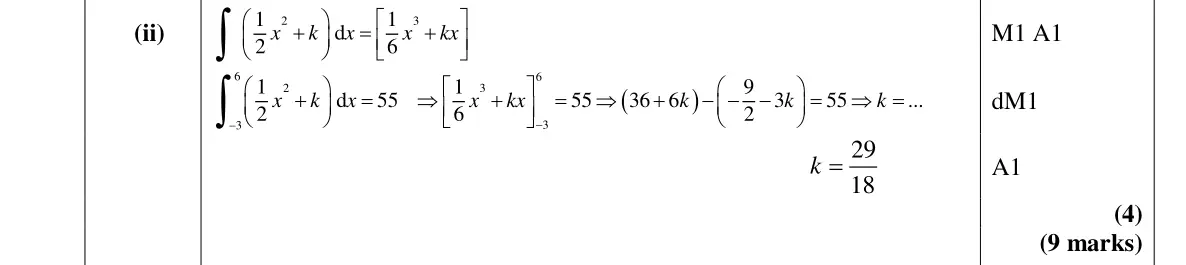 (ii) ∫(1/2 x² + k) dx = [1/6 x³ + kx] M1 A1
∫₋₃⁶(1/2 x² + k) dx = 55 ⇒ [1/6 x³ + kx]₋₃⁶ = 55 ⇒ (36 + 6k) − (−9/2 − 3k) = 55 ⇒ k = ... dM1
k = 29/18 A1
(4)
(9 marks)